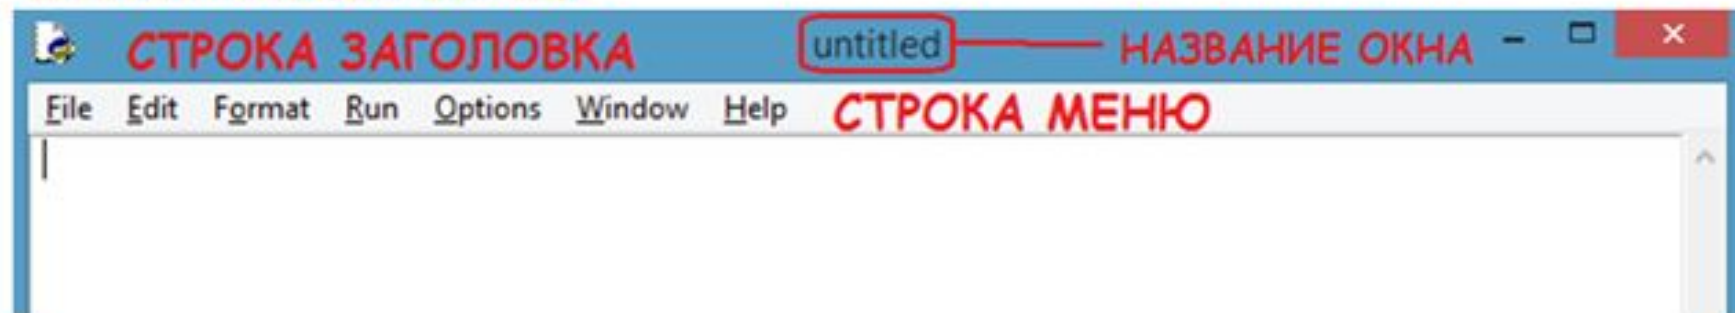 СТРОКА ЗАГОЛОВКА untitled НАЗВАНИЕ ОКНА
File Edit Format Run Options Window Help СТРОКА МЕНЮ